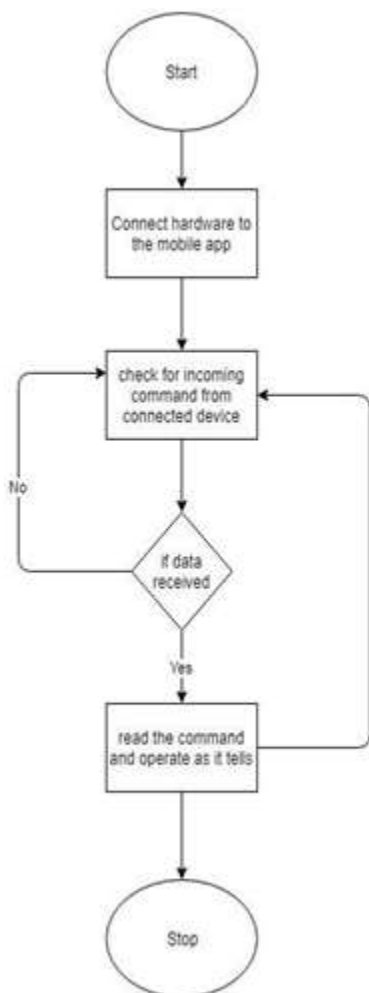 Start
Connect hardware to
the mobile app
check for incoming
command from
connected device
No
if data
received
Yes
read the command
and operate as it tells
Stop